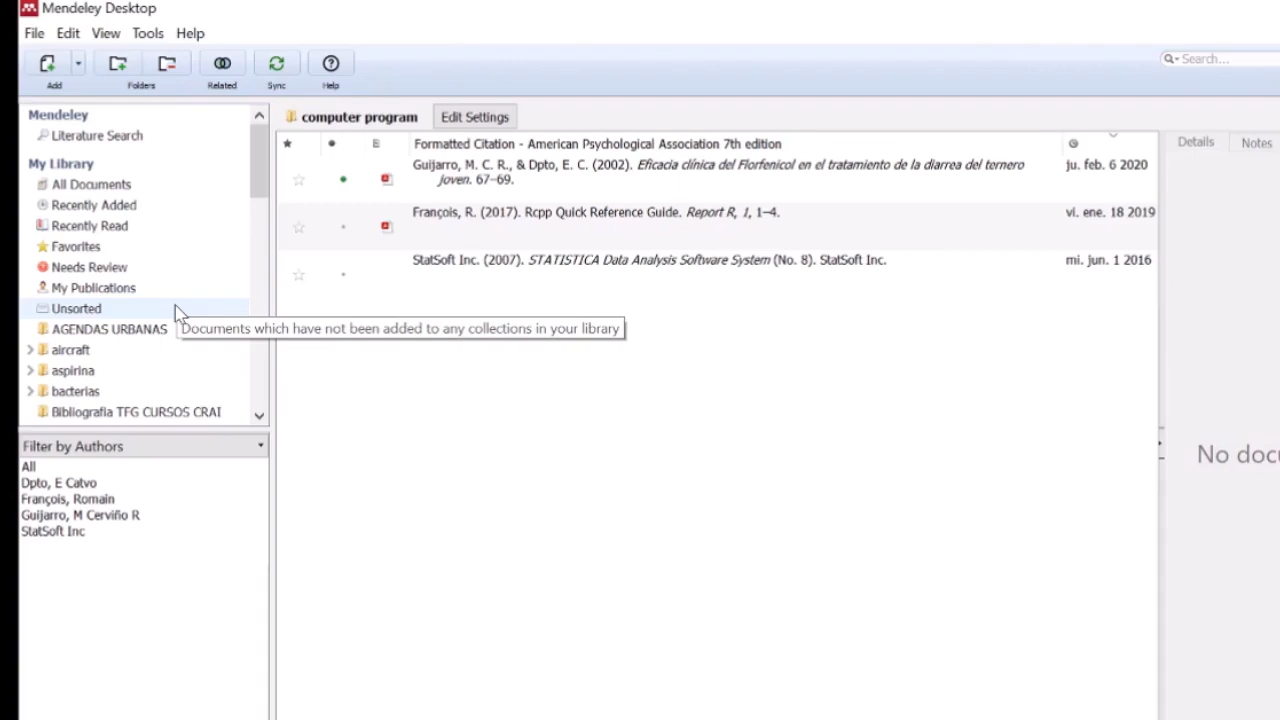 Mendeley Desktop
File Edit View Tools Help
Search...
Add Folders Related Sync Help
Mendeley
Literature Search
My Library
All Documents
Recently Added
Recently Read
Favorites
Needs Review
My Publications
Unsorted
AGENDAS URBANAS
aircraft
aspirina
bacterias
Bibliografia TFG CURSOS CRAI
Filter by Authors
All
Dpto, E Catvo
François, Romain
Guijarro, M Cerviño R
StatSoft Inc
computer program Edit Settings
Formatted Citation - American Psychological Association 7th edition
Guijarro, M. C. R., & Dpto, E. C. (2002). Eficacia clínica del Florfenicol en el tratamiento de la diarrea del ternero ju. feb. 6 2020
joven. 67–69.
François, R. (2017). Rcpp Quick Reference Guide. Report R, 1, 1–4. vi. ene. 18 2019
StatSoft Inc. (2007). STATISTICA Data Analysis Software System (No. 8). StatSoft Inc. mi. jun. 1 2016
Documents which have not been added to any collections in your library
Details Notes
No docu